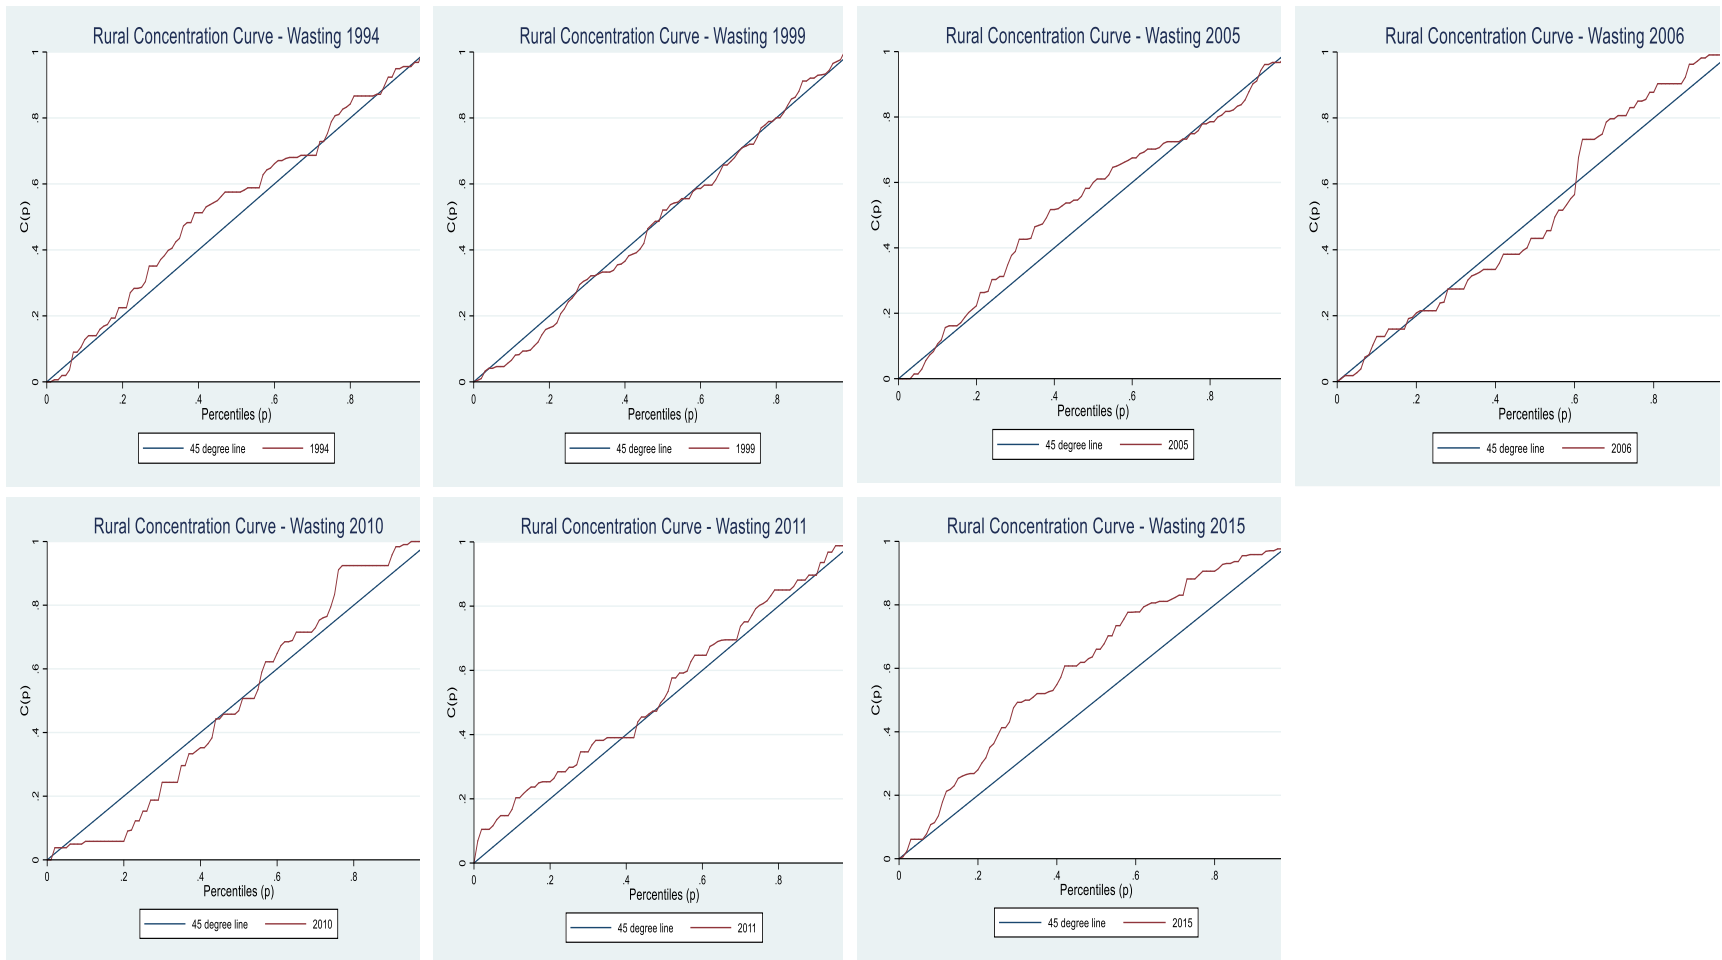 Rural Concentration Curve - Wasting 1994
1
.8
.6
.4
.2
0
C(p)
0 .2 .4 .6 .8
Percentiles (p)
45 degree line 1994
Rural Concentration Curve - Wasting 1999
1
.8
.6
.4
.2
0
C(p)
0 .2 .4 .6 .8
Percentiles (p)
45 degree line 1999
Rural Concentration Curve - Wasting 2005
1
.8
.6
.4
.2
0
C(p)
0 .2 .4 .6 .8
Percentiles (p)
45 degree line 2005
Rural Concentration Curve - Wasting 2006
1
.8
.6
.4
.2
0
C(p)
0 .2 .4 .6 .8
Percentiles (p)
45 degree line 2006
Rural Concentration Curve - Wasting 2010
1
.8
.6
.4
.2
0
C(p)
0 .2 .4 .6 .8
Percentiles (p)
45 degree line 2010
Rural Concentration Curve - Wasting 2011
1
.8
.6
.4
.2
0
C(p)
0 .2 .4 .6 .8
Percentiles (p)
45 degree line 2011
Rural Concentration Curve - Wasting 2015
1
.8
.6
.4
.2
0
C(p)
0 .2 .4 .6 .8
Percentiles (p)
45 degree line 2015